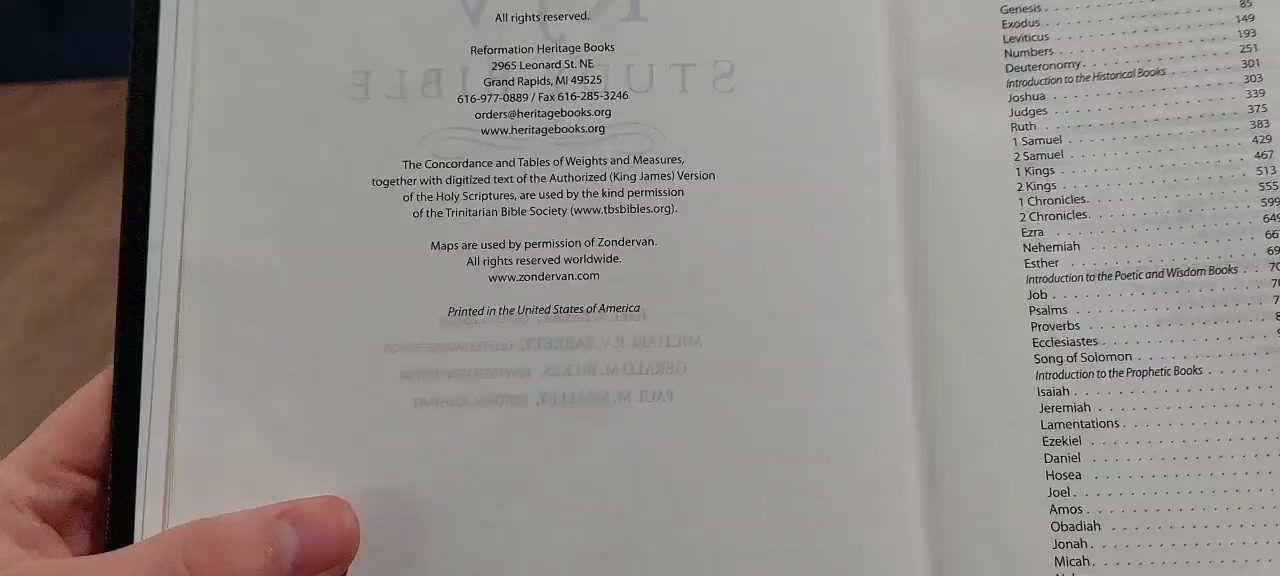 All rights reserved.
Reformation Heritage Books
2965 Leonard St. NE
Grand Rapids, MI 49525
616-977-0889 / Fax 616-285-3246
orders@heritagebooks.org
www.heritagebooks.org
The Concordance and Tables of Weights and Measures,
together with digitized text of the Authorized (King James) Version
of the Holy Scriptures, are used by the kind permission
of the Trinitarian Bible Society (www.tbsbibles.org).
Maps are used by permission of Zondervan.
All rights reserved worldwide.
www.zondervan.com
Printed in the United States of America
Genesis . . . 85
Exodus . . . 149
Leviticus . . . 193
Numbers . . . 251
Deuteronomy . . . 301
Introduction to the Historical Books . . . 303
Joshua . . . 339
Judges . . . 375
Ruth . . . 383
1 Samuel . . . 429
2 Samuel . . . 467
1 Kings . . . 513
2 Kings . . . 555
1 Chronicles . . . 599
2 Chronicles
Ezra
Nehemiah
Esther
Introduction to the Poetic and Wisdom Books
Job
Psalms
Proverbs
Ecclesiastes
Song of Solomon
Introduction to the Prophetic Books
Isaiah
Jeremiah
Lamentations
Ezekiel
Daniel
Hosea
Joel
Amos
Obadiah
Jonah
Micah